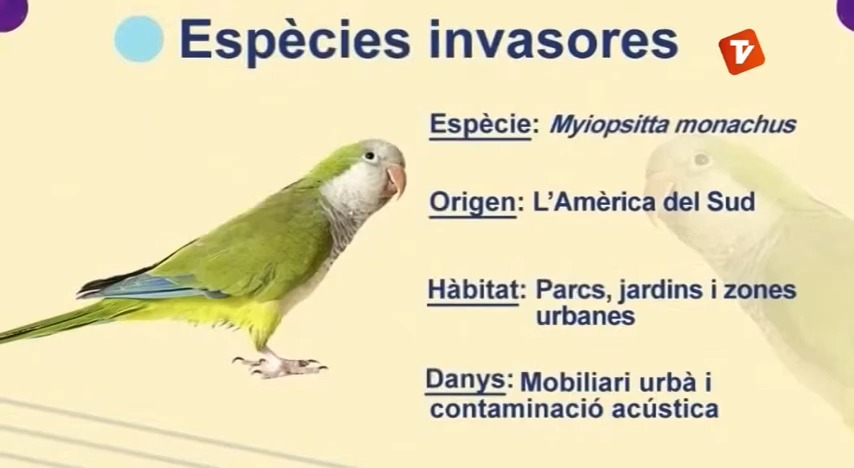 Espècies invasores
TV
Espècie: Myiopsitta monachus
Origen: L'Amèrica del Sud
Hàbitat: Parcs, jardins i zones
urbanes
Danys: Mobiliari urbà i
contaminació acústica